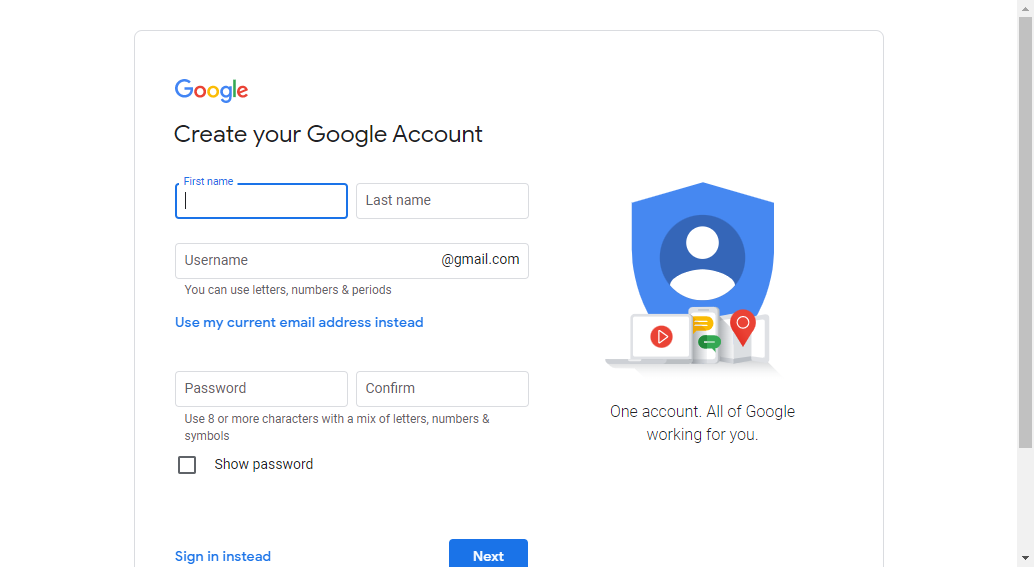 Google
Create your Google Account
First name
Last name
Username
@gmail.com
You can use letters, numbers & periods
Use my current email address instead
Password
Confirm
Use 8 or more characters with a mix of letters, numbers &
symbols
Show password
Sign in instead
Next
One account. All of Google
working for you.